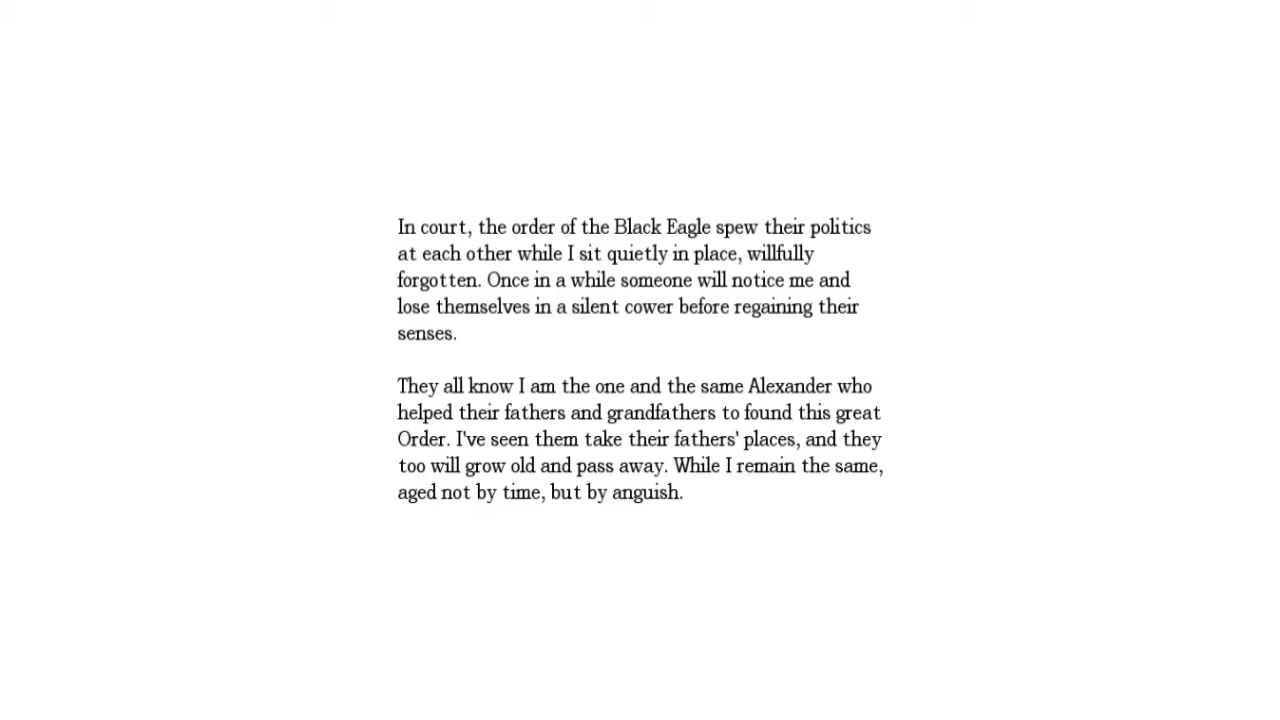 In court, the order of the Black Eagle spew their politics
at each other while I sit quietly in place, willfully
forgotten. Once in a while someone will notice me and
lose themselves in a silent cower before regaining their
senses.
They all know I am the one and the same Alexander who
helped their fathers and grandfathers to found this great
Order. I've seen them take their fathers' places, and they
too will grow old and pass away. While I remain the same,
aged not by time, but by anguish.